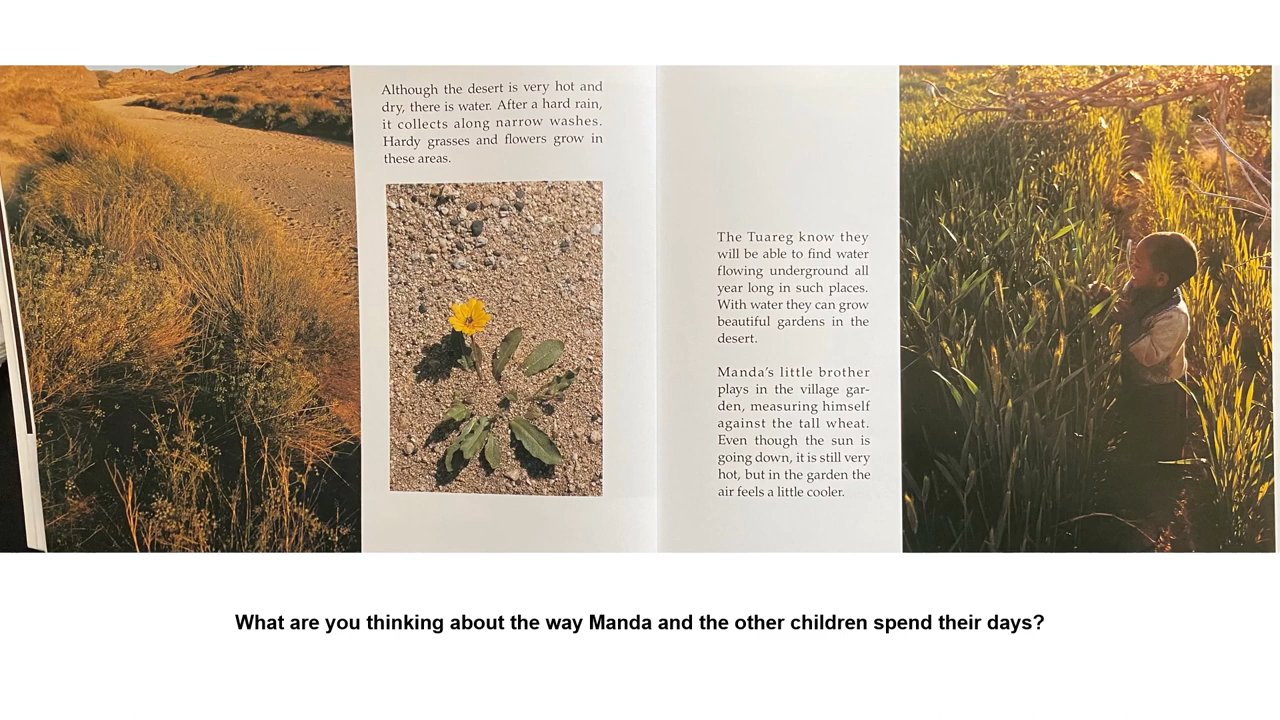 Although the desert is very hot and
dry, there is water. After a hard rain,
it collects along narrow washes.
Hardy grasses and flowers grow in
these areas.
The Tuareg know they
will be able to find water
flowing underground all
year long in such places.
With water they can grow
beautiful gardens in the
desert.
Manda's little brother
plays in the village gar-
den, measuring himself
against the tall wheat.
Even though the sun is
going down, it is still very
hot, but in the garden the
air feels a little cooler.
What are you thinking about the way Manda and the other children spend their days?